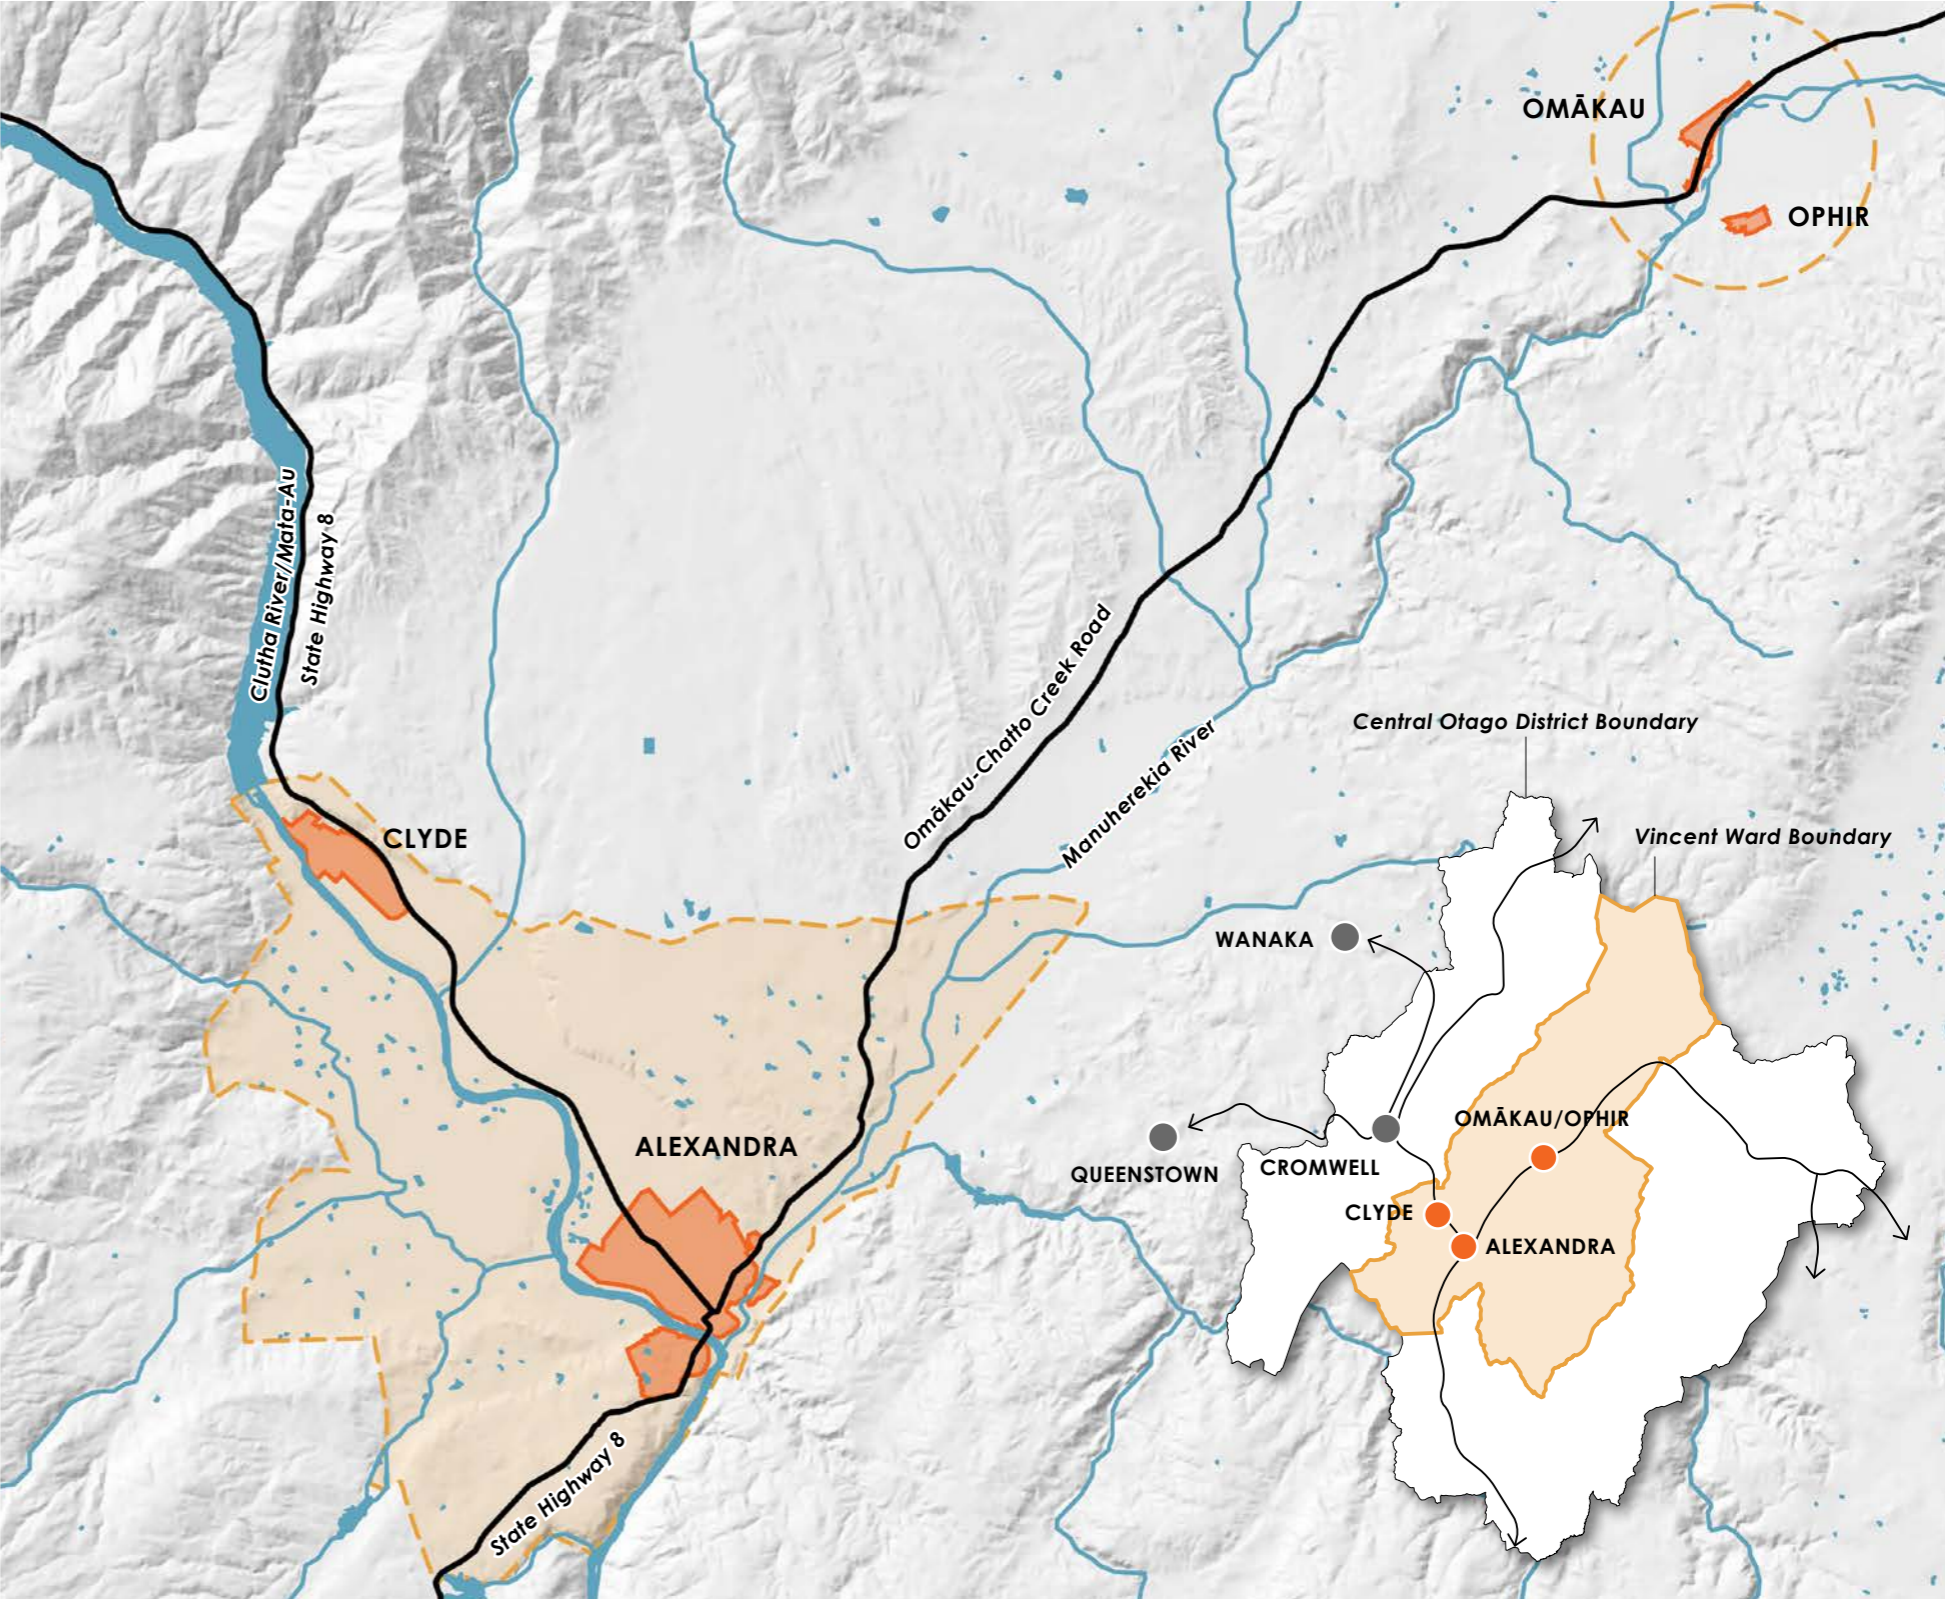 OMĀKAU
OPHIR
Clutha River/Mata-Au
State Highway 8
Omākau-Chatto Creek Road
Manuherekia River
CLYDE
ALEXANDRA
State Highway 8
Central Otago District Boundary
Vincent Ward Boundary
WANAKA
OMĀKAU/OPHIR
QUEENSTOWN
CROMWELL
CLYDE
ALEXANDRA